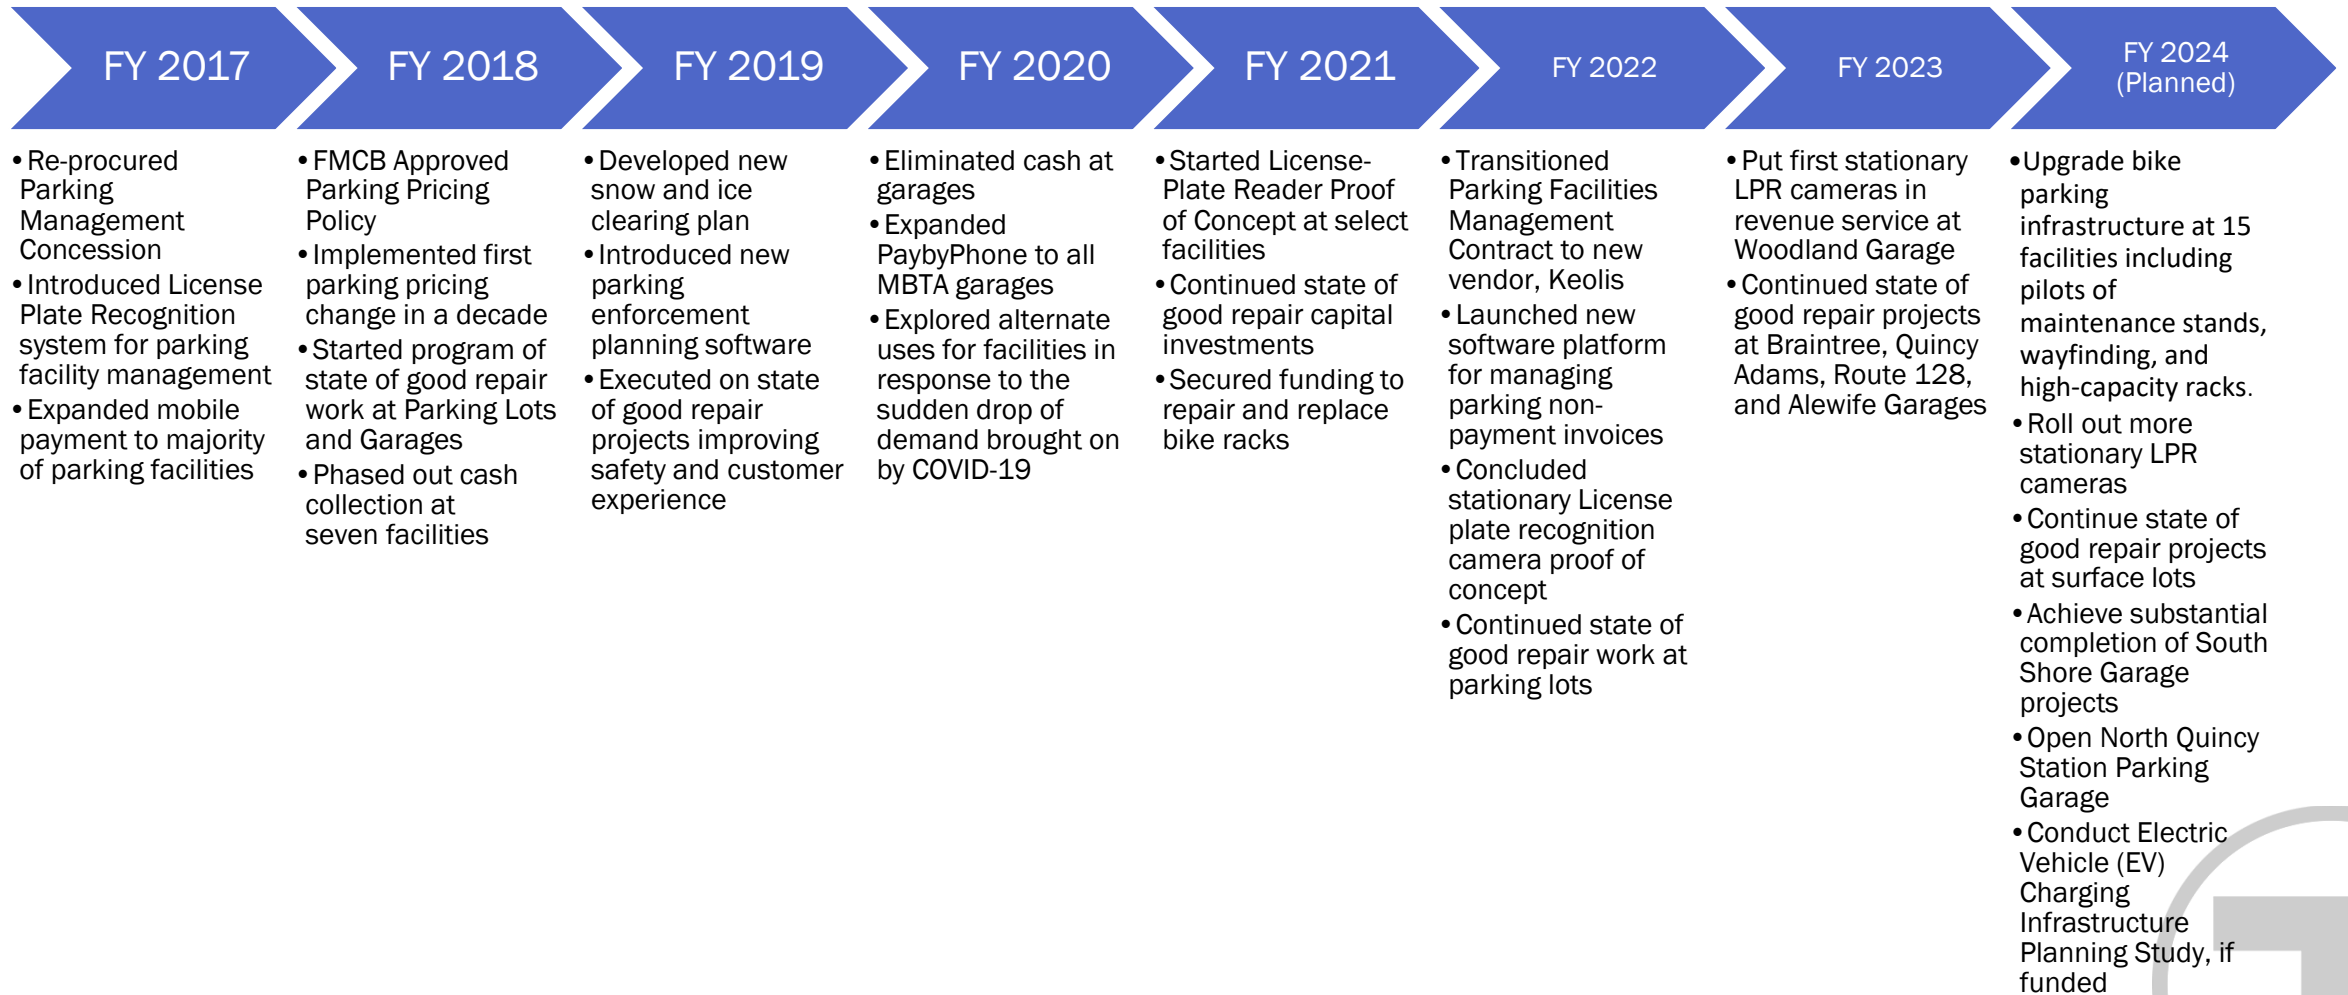 FY 2017
•Re-procured
Parking
Management
Concession
•Introduced License
Plate Recognition
system for parking
facility management
•Expanded mobile
payment to majority
of parking facilities
FY 2018
•FMCB Approved
Parking Pricing
Policy
•Implemented first
parking pricing
change in a decade
•Started program of
state of good repair
work at Parking Lots
and Garages
•Phased out cash
collection at
seven facilities
FY 2019
•Developed new
snow and ice
clearing plan
•Introduced new
parking
enforcement
planning software
•Executed on state
of good repair
projects improving
safety and customer
experience
FY 2020
•Eliminated cash at
garages
•Expanded
PaybyPhone to all
MBTA garages
•Explored alternate
uses for facilities in
response to the
sudden drop of
demand brought on
by COVID-19
FY 2021
•Started License-
Plate Reader Proof
of Concept at select
facilities
•Continued state of
good repair capital
investments
•Secured funding to
repair and replace
bike racks
FY 2022
•Transitioned
Parking Facilities
Management
Contract to new
vendor, Keolis
•Launched new
software platform
for managing
parking non-
payment invoices
•Concluded
stationary License
plate recognition
camera proof of
concept
•Continued state of
good repair work at
parking lots
FY 2023
•Put first stationary
LPR cameras in
revenue service at
Woodland Garage
•Continued state of
good repair projects
at Braintree, Quincy
Adams, Route 128,
and Alewife Garages
FY 2024
(Planned)
•Upgrade bike
parking
infrastructure at 15
facilities including
pilots of
maintenance stands,
wayfinding, and
high-capacity racks.
•Roll out more
stationary LPR
cameras
•Continue state of
good repair projects
at surface lots
•Achieve substantial
completion of South
Shore Garage
projects
•Open North Quincy
Station Parking
Garage
•Conduct Electric
Vehicle (EV)
Charging
Infrastructure
Planning Study, if
funded